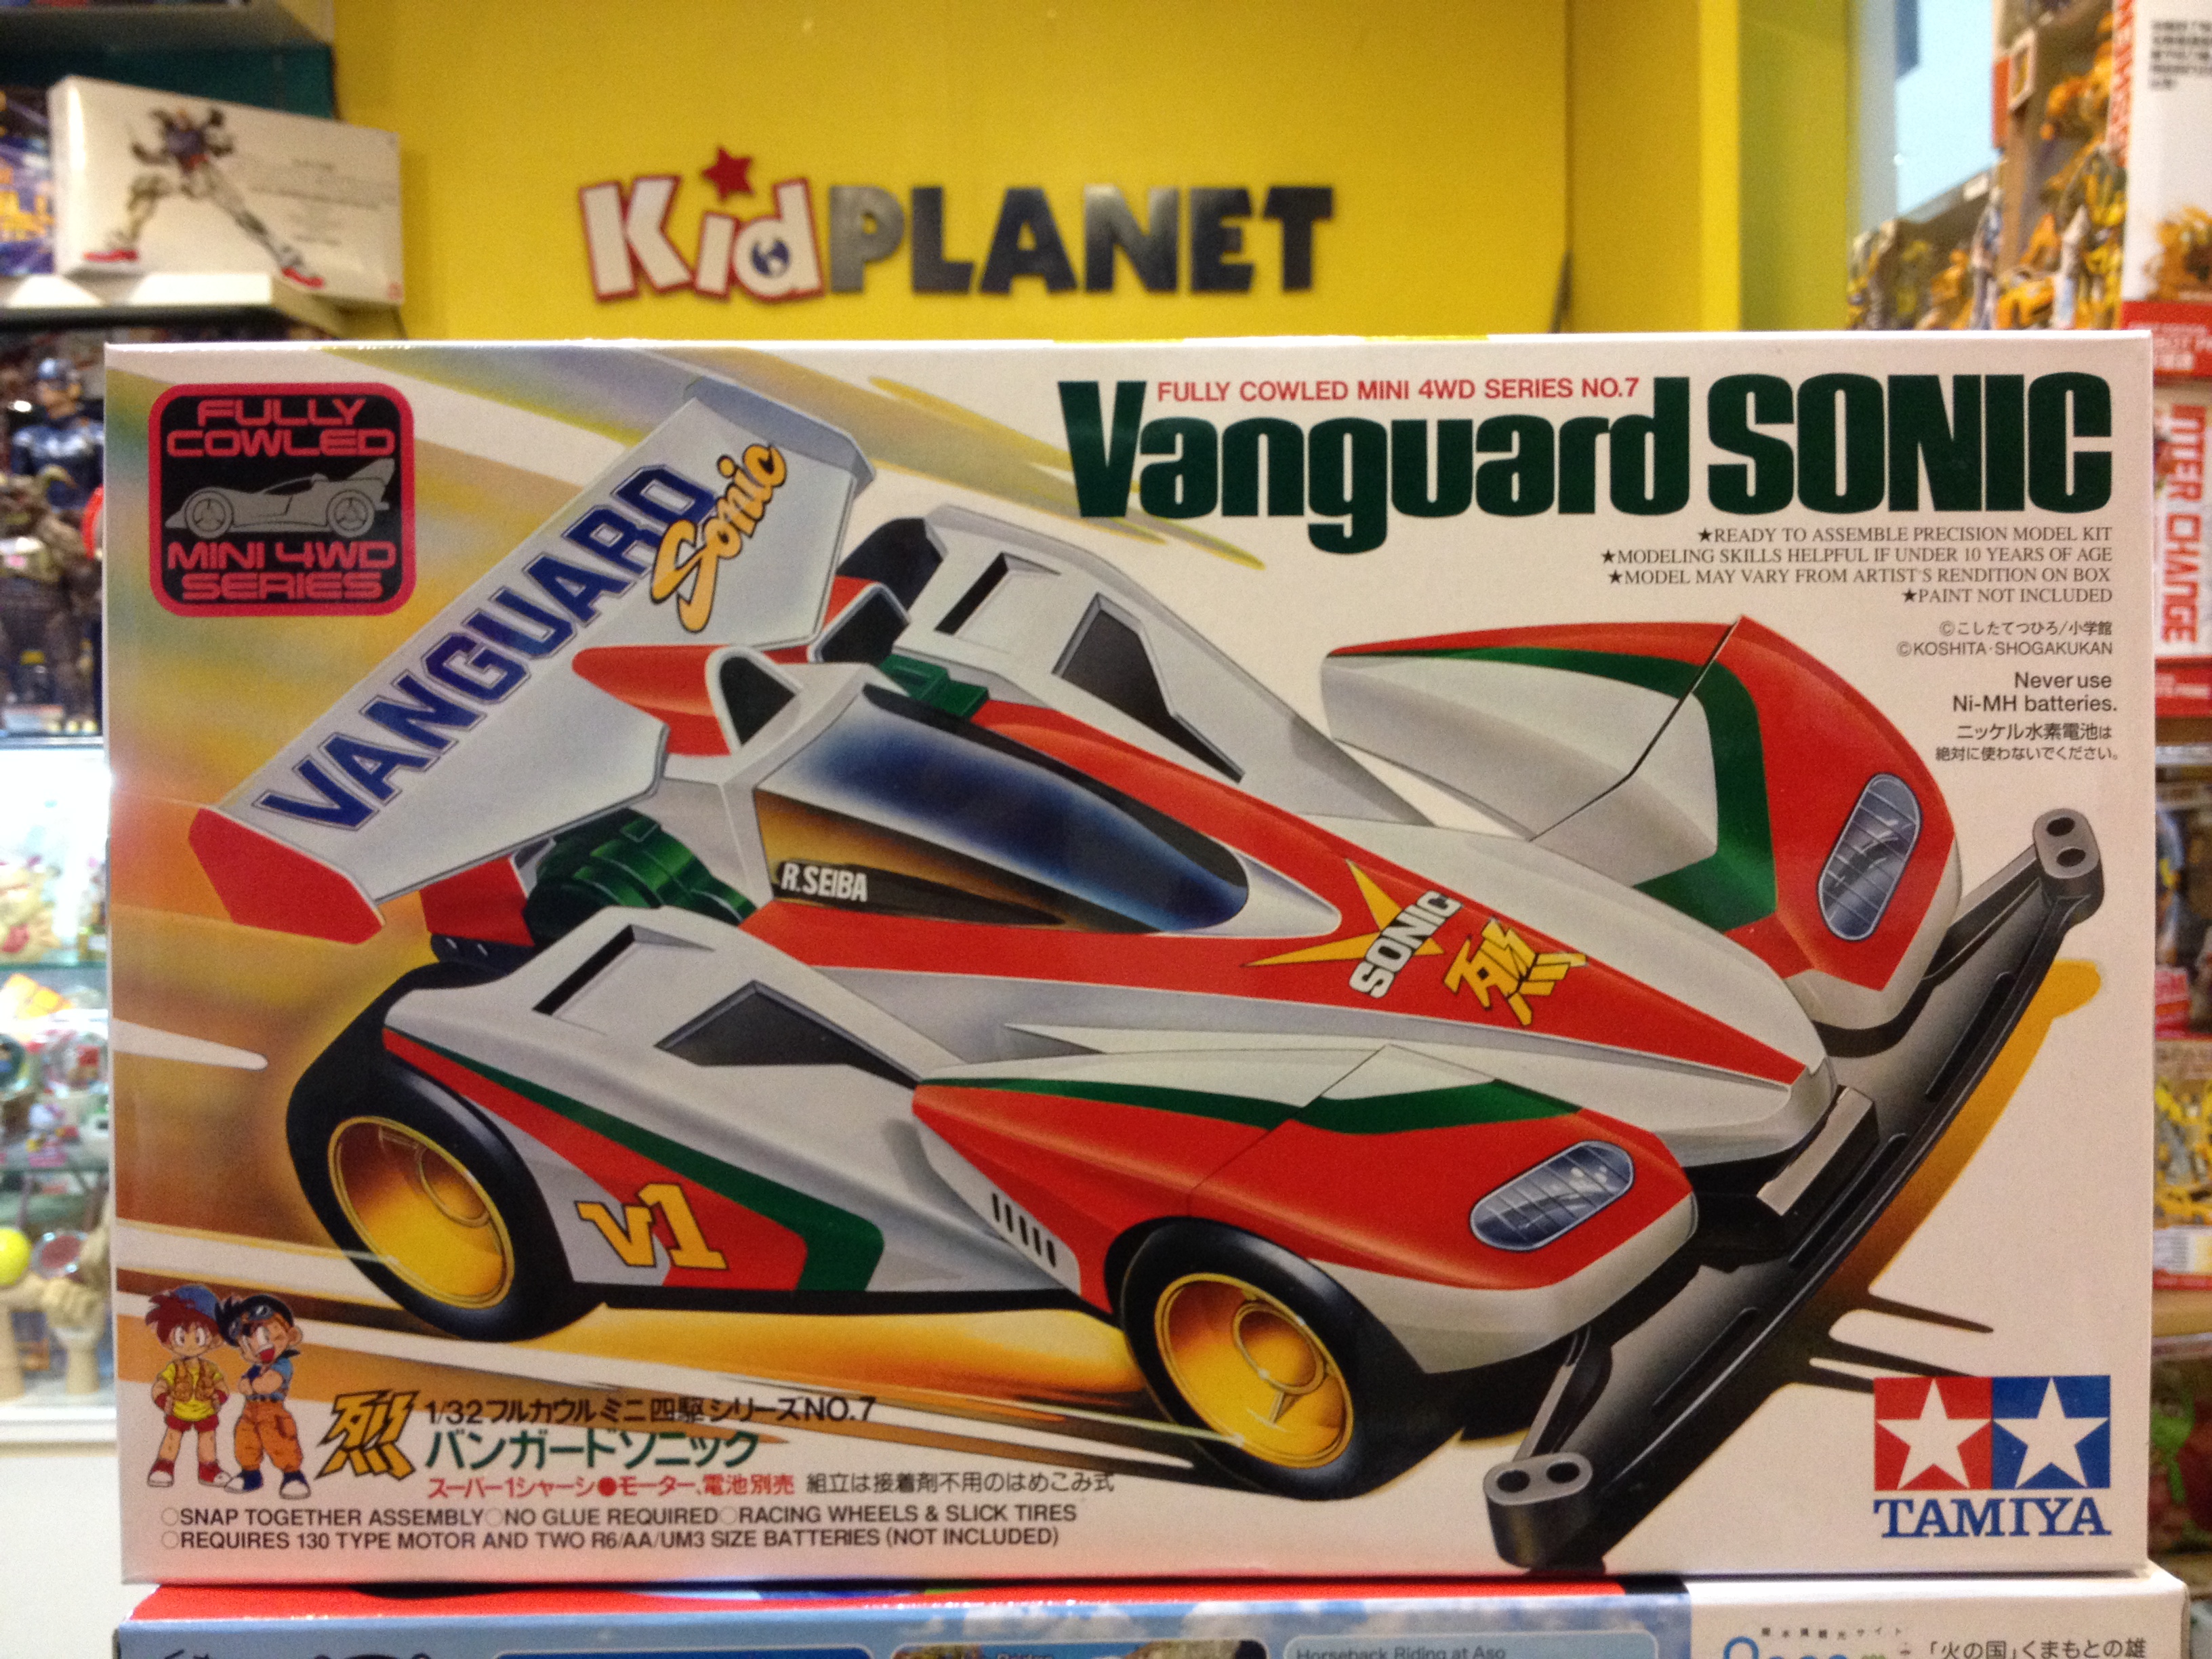 KidPLANET
FULLY
COWLED
MINI 4WD
SERIES
FULLY COWLED MINI 4WD SERIES NO.7
Vanguard SONIC
★READY TO ASSEMBLE PRECISION MODEL KIT
★MODELING SKILLS HELPFUL IF UNDER 10 YEARS OF AGE
★MODEL MAY VARY FROM ARTIST'S RENDITION ON BOX
★PAINT NOT INCLUDED
©こしたてつひろ/小学館
©KOSHITA·SHOGAKUKAN
Never use
Ni-MH batteries.
ニッケル水素電池は
絶対に使わないでください。
VANGUARD
Sonic
R.SEIBA
SONIC
烈
v1
烈
1/32フルカウルミニ四駆シリーズNO.7
バンガードソニック
スーパー1シャーシ●モーター、電池別売 組立は接着剤不用のはめこみ式
○SNAP TOGETHER ASSEMBLY○NO GLUE REQUIRED○RACING WHEELS & SLICK TIRES
○REQUIRES 130 TYPE MOTOR AND TWO R6/AA/UM3 SIZE BATTERIES (NOT INCLUDED)
TAMIYA
NTER CHANGE
Horseback Riding at Aso
「火の国」くまもとの雄